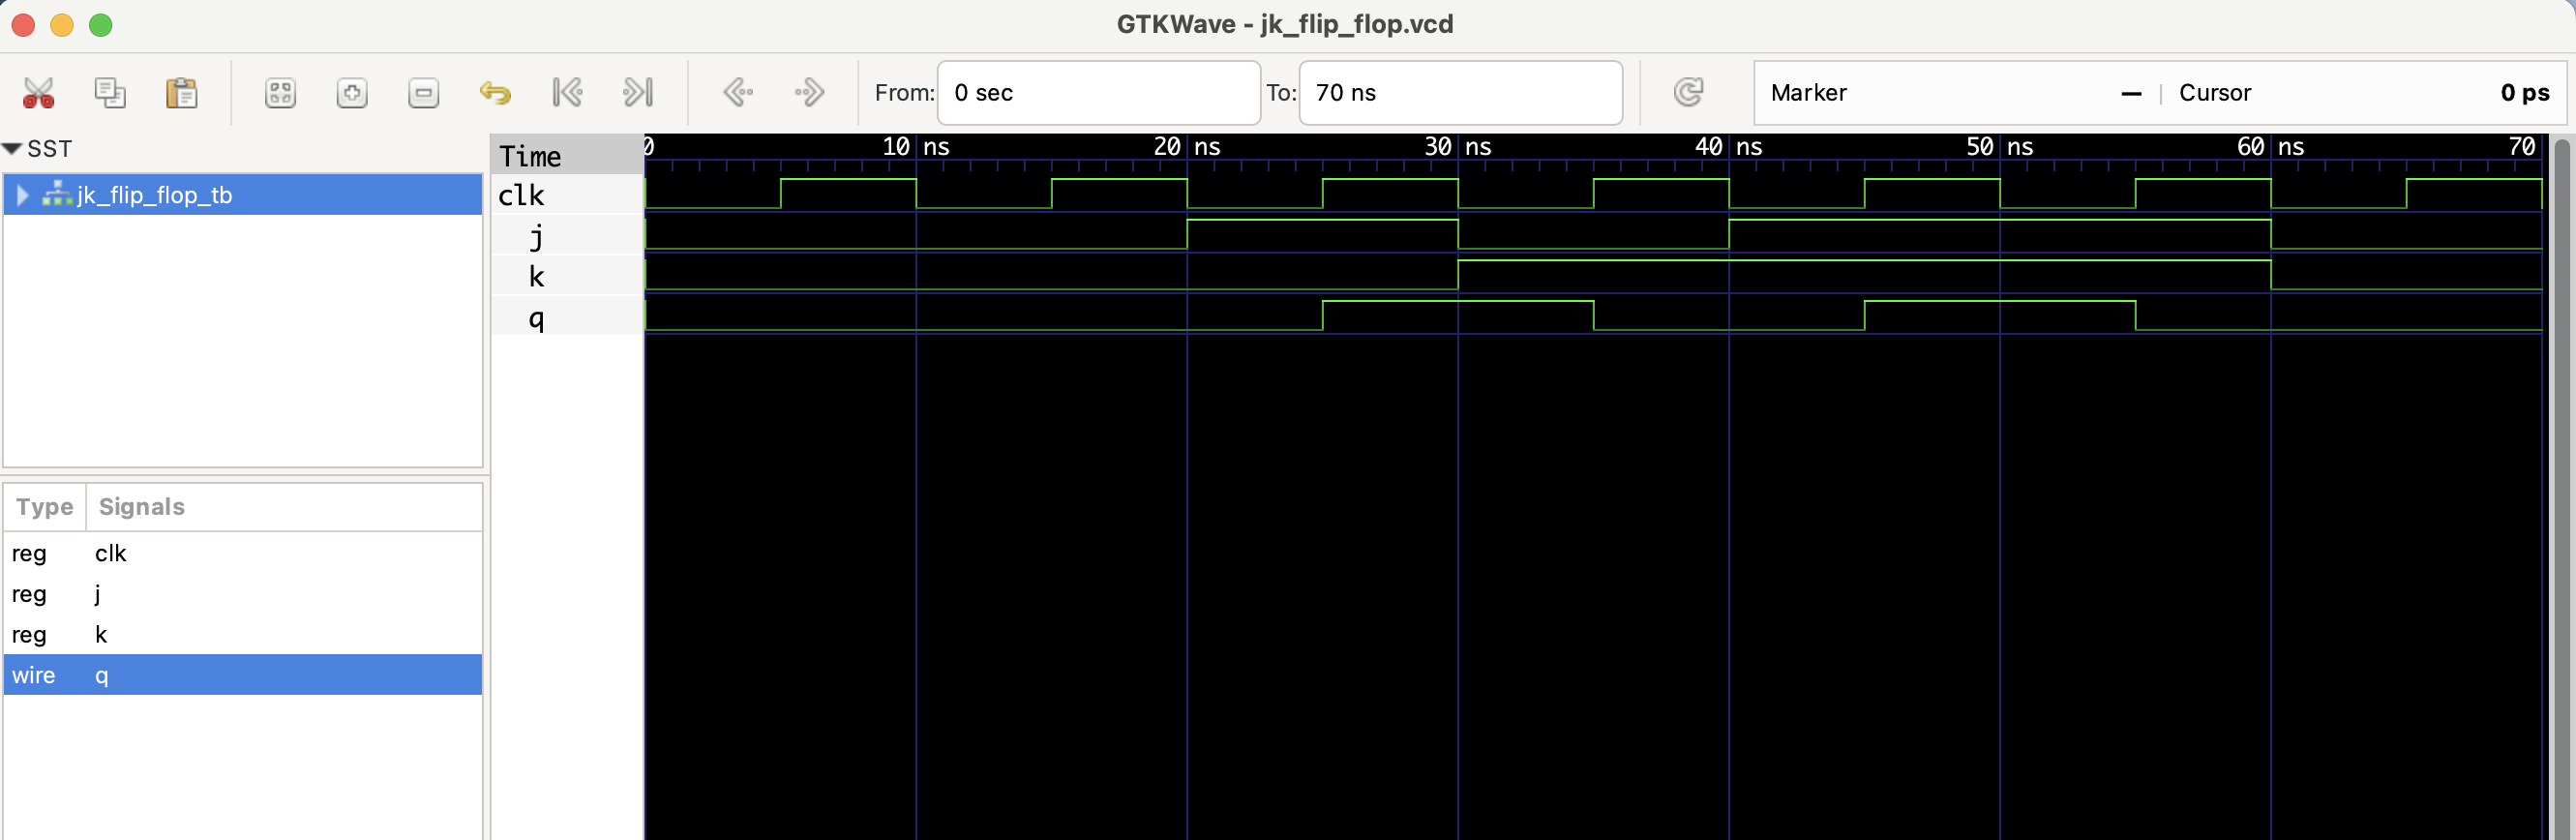 GTKWave - jk_flip_flop.vcd
From: 0 sec To: 70 ns Marker — | Cursor 0 ps
SST
jk_flip_flop_tb
Type Signals
reg clk
reg j
reg k
wire q
Time
clk
j
k
q
0 10 ns 20 ns 30 ns 40 ns 50 ns 60 ns 70